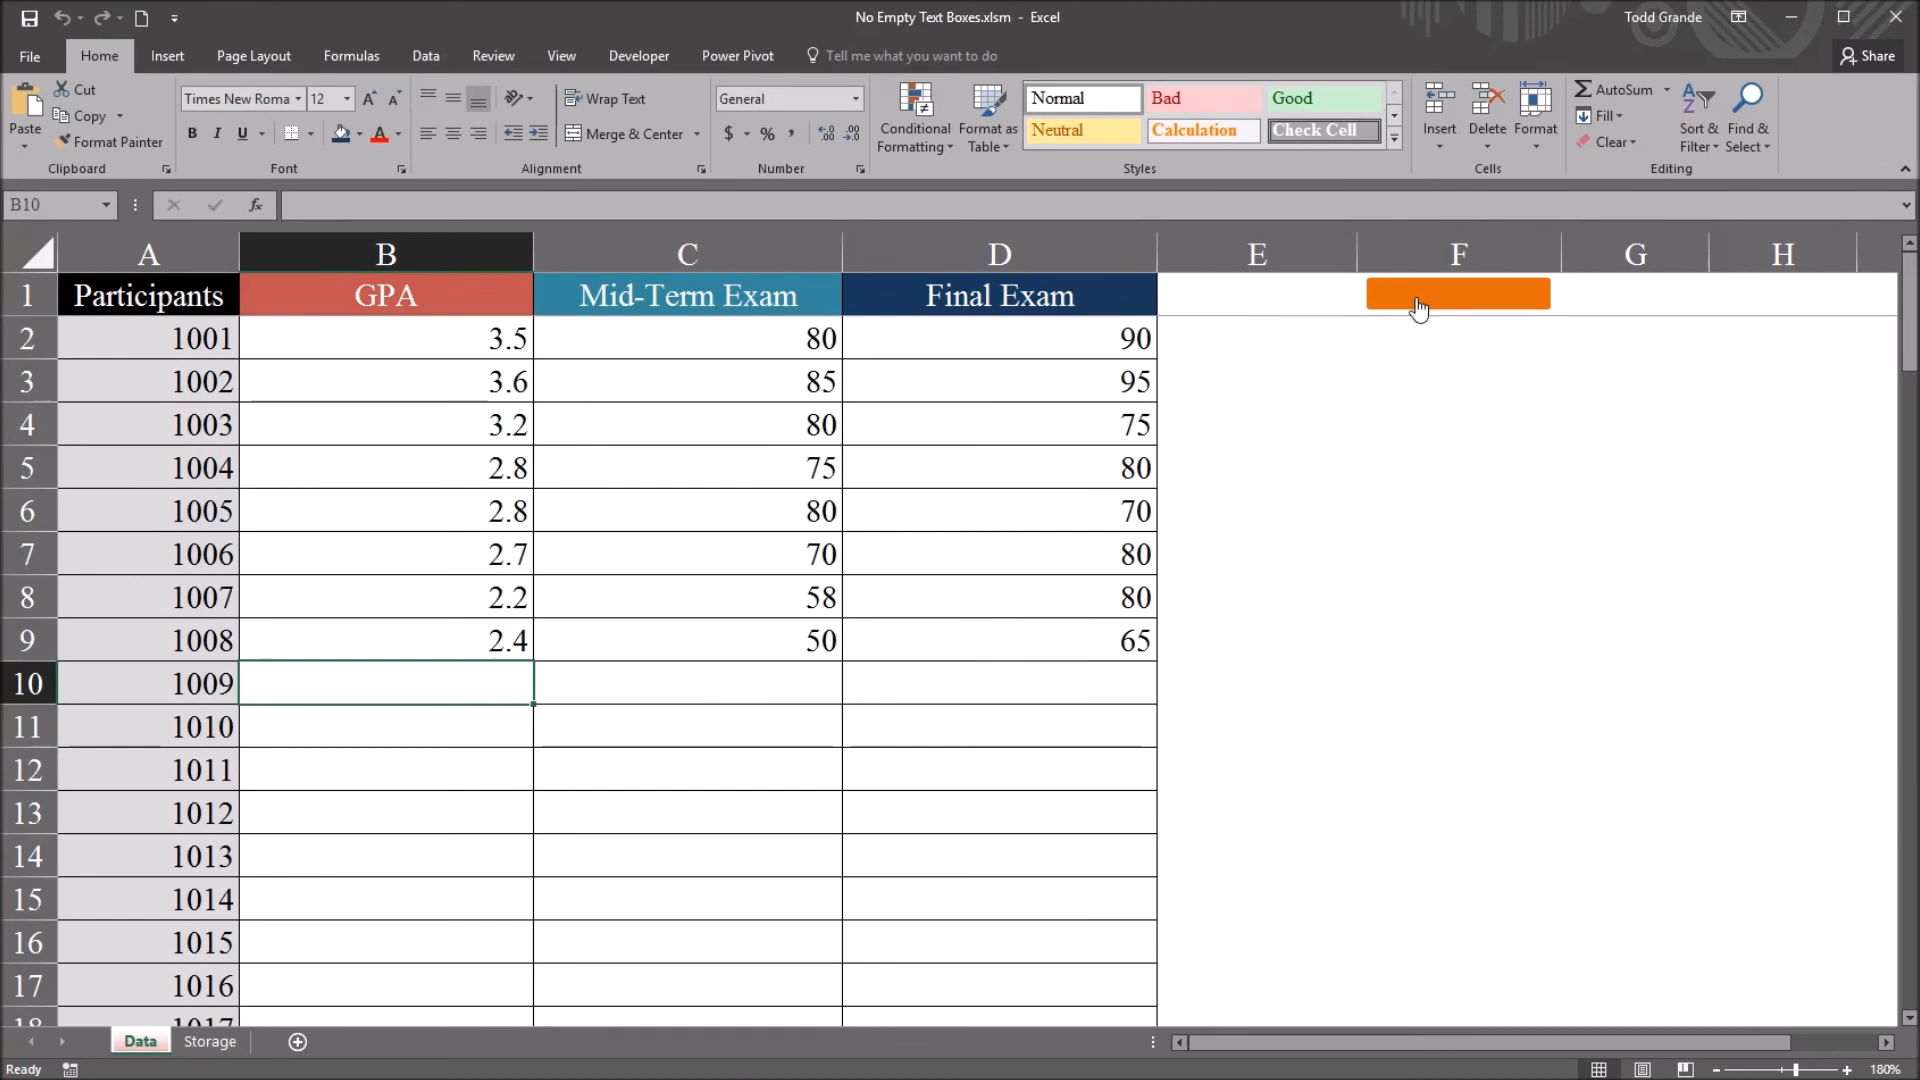 No Empty Text Boxes.xlsm - Excel
Todd Grande
File Home Insert Page Layout Formulas Data Review View Developer Power Pivot Tell me what you want to do Share
Paste
Cut
Copy
Format Painter
Clipboard
Times New Roma 12
B I U
Font
Wrap Text
Merge & Center
Alignment
General
$ % ,
Number
Conditional Formatting
Format as Table
Normal Bad Good
Neutral Calculation Check Cell
Styles
Insert Delete Format
Cells
AutoSum
Fill
Clear
Sort & Filter
Find & Select
Editing
B10
fx
A B C D E F G H
1 Participants GPA Mid-Term Exam Final Exam
2 1001 3.5 80 90
3 1002 3.6 85 95
4 1003 3.2 80 75
5 1004 2.8 75 80
6 1005 2.8 80 70
7 1006 2.7 70 80
8 1007 2.2 58 80
9 1008 2.4 50 65
10 1009
11 1010
12 1011
13 1012
14 1013
15 1014
16 1015
17 1016
18 1017
Data Storage
Ready
180%